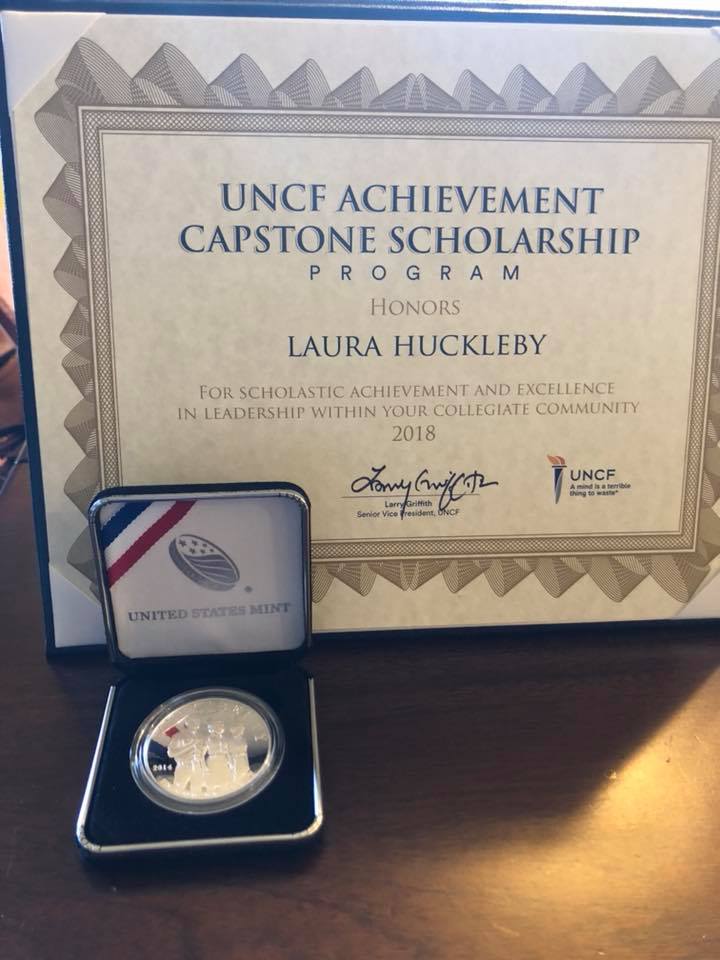 UNCF ACHIEVEMENT
CAPSTONE SCHOLARSHIP
PROGRAM
HONORS
LAURA HUCKLEBY
FOR SCHOLASTIC ACHIEVEMENT AND EXCELLENCE
IN LEADERSHIP WITHIN YOUR COLLEGIATE COMMUNITY
2018
Larry Griffith
Senior Vice President, UNCF
UNCF
A mind is a terrible
thing to waste®
UNITED STATES MINT
2014